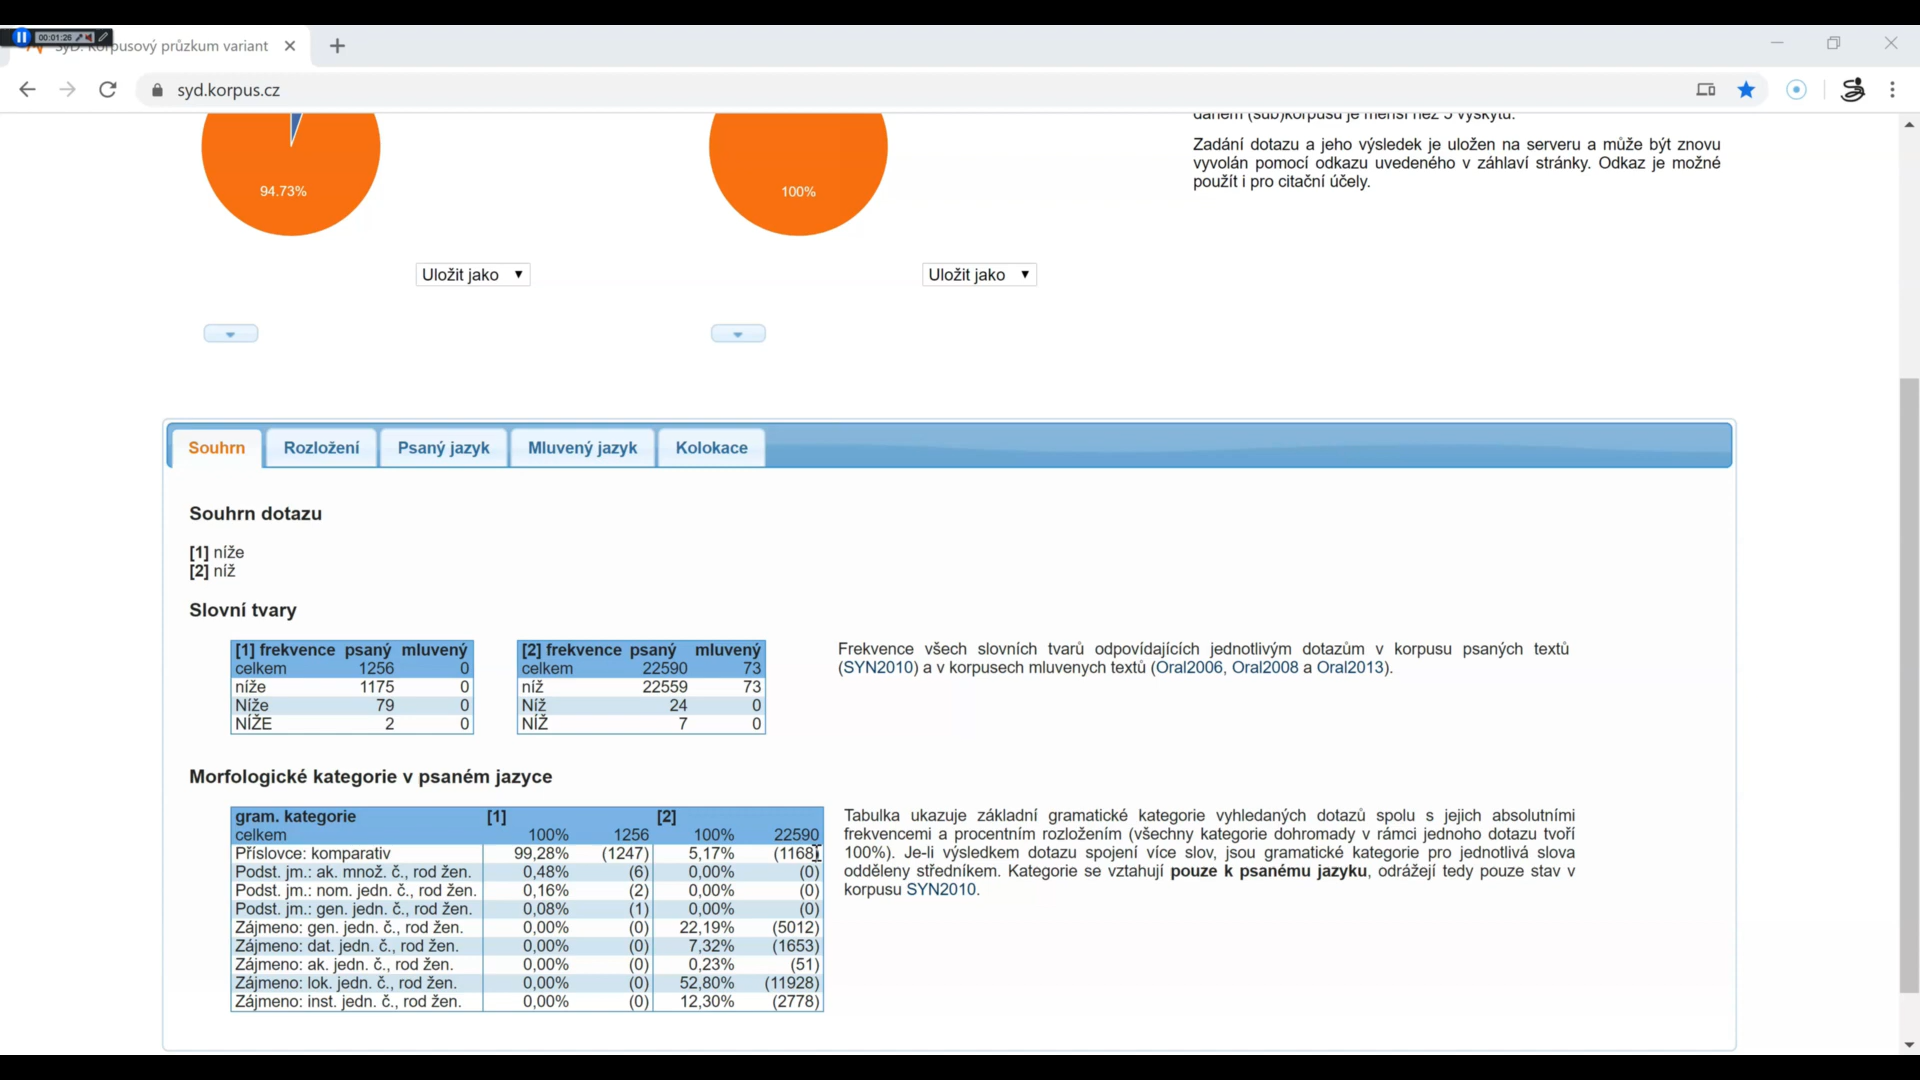 00:01:26
SyD: Korpusový průzkum variant
syd.korpus.cz
daném (sub)korpusu je menší než 5 výskytů.
94.73%
100%
Zadání dotazu a jeho výsledek je uložen na serveru a může být znovu
vyvolán pomocí odkazu uvedeného v záhlaví stránky. Odkaz je možné
použít i pro citační účely.
Uložit jako
Uložit jako
Souhrn Rozložení Psaný jazyk Mluvený jazyk Kolokace
Souhrn dotazu
[1] níže
[2] níž
Slovní tvary
[1] frekvence psaný mluvený
celkem 1256 0
níže 1175 0
Níže 79 0
NÍŽE 2 0
[2] frekvence psaný mluvený
celkem 22590 73
níž 22559 73
Níž 24 0
NÍŽ 7 0
Frekvence všech slovních tvarů odpovídajících jednotlivým dotazům v korpusu psaných textů
(SYN2010) a v korpusech mluvenych textů (Oral2006, Oral2008 a Oral2013).
Morfologické kategorie v psaném jazyce
gram. kategorie [1] [2]
celkem 100% 1256 100% 22590
Příslovce: komparativ 99,28% (1247) 5,17% (1168)
Podst. jm.: ak. množ. č., rod žen. 0,48% (6) 0,00% (0)
Podst. jm.: nom. jedn. č., rod žen. 0,16% (2) 0,00% (0)
Podst. jm.: gen. jedn. č., rod žen. 0,08% (1) 0,00% (0)
Zájmeno: gen. jedn. č., rod žen. 0,00% (0) 22,19% (5012)
Zájmeno: dat. jedn. č., rod žen. 0,00% (0) 7,32% (1653)
Zájmeno: ak. jedn. č., rod žen. 0,00% (0) 0,23% (51)
Zájmeno: lok. jedn. č., rod žen. 0,00% (0) 52,80% (11928)
Zájmeno: inst. jedn. č., rod žen. 0,00% (0) 12,30% (2778)
Tabulka ukazuje základní gramatické kategorie vyhledaných dotazů spolu s jejich absolutními
frekvencemi a procentním rozložením (všechny kategorie dohromady v rámci jednoho dotazu tvoří
100%). Je-li výsledkem dotazu spojení více slov, jsou gramatické kategorie pro jednotlivá slova
odděleny středníkem. Kategorie se vztahují pouze k psanému jazyku, odrážejí tedy pouze stav v
korpusu SYN2010.